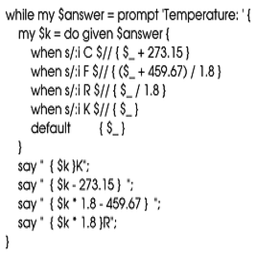 while my $answer = prompt 'Temperature: ' {
my $k = do given $answer {
when s/:i C $// { $_ + 273.15 }
when s/:i F $// { ($_ + 459.67) / 1.8 }
when s/:i R $// { $_ / 1.8 }
when s/:i K $// { $_ }
default { $_ }
}
say " { $k }K";
say " { $k - 273.15 } ";
say " { $k * 1.8 - 459.67 } ";
say " { $k * 1.8 }R";
}